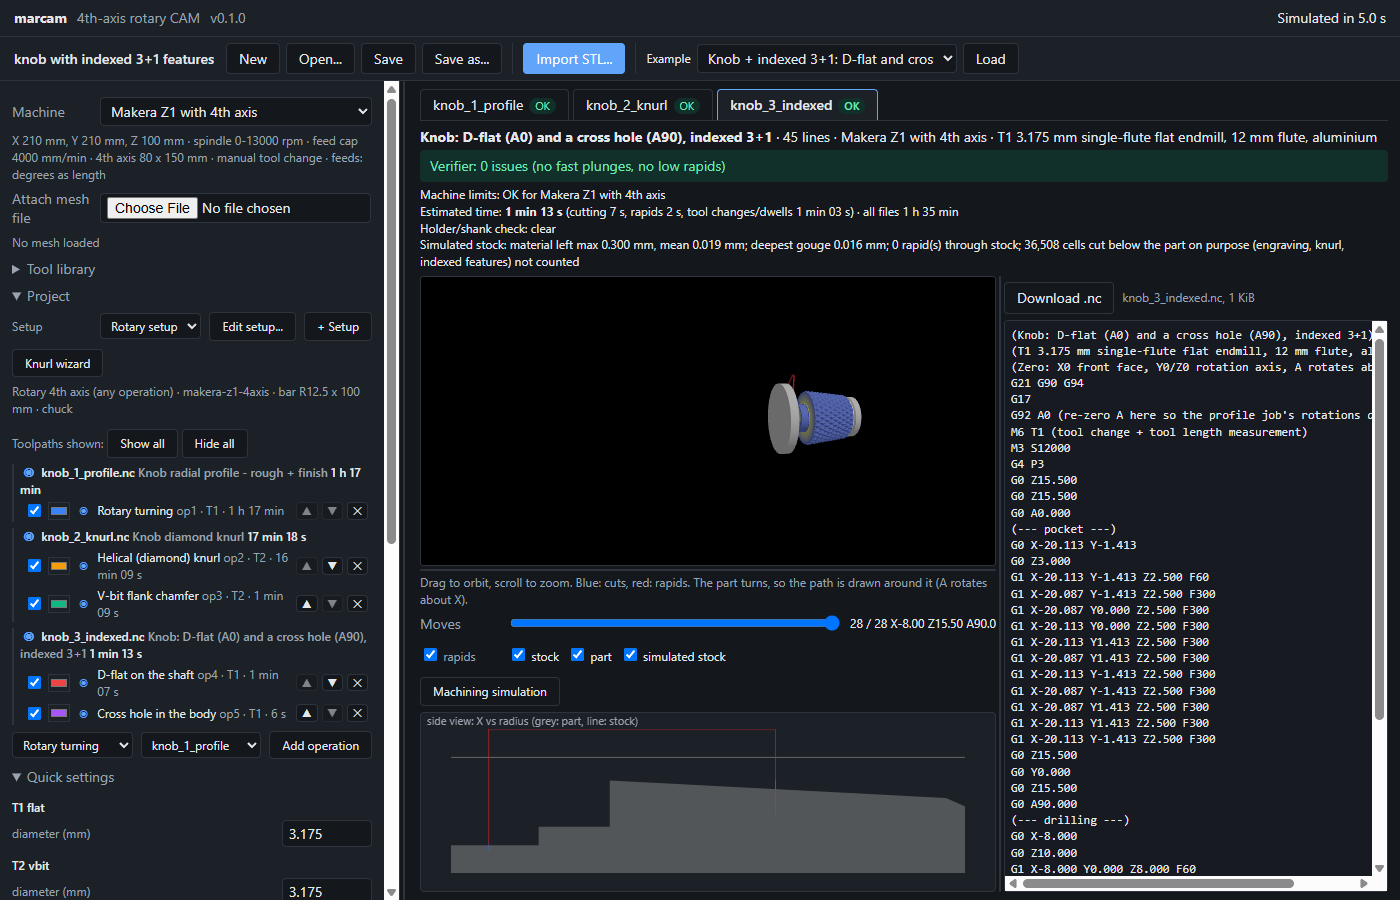 marcam 4th-axis rotary CAM v0.1.0
Simulated in 5.0 s
knob with indexed 3+1 features New Open... Save Save as... Import STL... Example Knob + indexed 3+1: D-flat and cros Load
Machine Makera Z1 with 4th axis
X 210 mm, Y 210 mm, Z 100 mm · spindle 0-13000 rpm · feed cap
4000 mm/min · 4th axis 80 x 150 mm · manual tool change · feeds:
degrees as length
Attach mesh
file
Choose File No file chosen
No mesh loaded
Tool library
Project
Setup Rotary setup Edit setup... + Setup
Knurl wizard
Rotary 4th axis (any operation) · makera-z1-4axis · bar R12.5 x 100
mm · chuck
Toolpaths shown: Show all Hide all
knob_1_profile.nc Knob radial profile - rough + finish 1 h 17
min
Rotary turning op1 · T1 · 1 h 17 min
knob_2_knurl.nc Knob diamond knurl 17 min 18 s
Helical (diamond) knurl op2 · T2 · 16
min 09 s
V-bit flank chamfer op3 · T2 · 1 min
09 s
knob_3_indexed.nc Knob: D-flat (A0) and a cross hole (A90),
indexed 3+1 1 min 13 s
D-flat on the shaft op4 · T1 · 1 min
07 s
Cross hole in the body op5 · T1 · 6 s
Rotary turning knob_1_profile Add operation
Quick settings
T1 flat
diameter (mm) 3.175
T2 vbit
diameter (mm) 3.175
knob_1_profile OK knob_2_knurl OK knob_3_indexed OK
Knob: D-flat (A0) and a cross hole (A90), indexed 3+1 · 45 lines · Makera Z1 with 4th axis · T1 3.175 mm single-flute flat endmill, 12 mm flute, aluminium
Verifier: 0 issues (no fast plunges, no low rapids)
Machine limits: OK for Makera Z1 with 4th axis
Estimated time: 1 min 13 s (cutting 7 s, rapids 2 s, tool changes/dwells 1 min 03 s) · all files 1 h 35 min
Holder/shank check: clear
Simulated stock: material left max 0.300 mm, mean 0.019 mm; deepest gouge 0.016 mm; 0 rapid(s) through stock; 36,508 cells cut below the part on purpose (engraving, knurl,
indexed features) not counted
Drag to orbit, scroll to zoom. Blue: cuts, red: rapids. The part turns, so the path is drawn around it (A rotates
about X).
Moves 28 / 28 X-8.00 Z15.50 A90.0
rapids stock part simulated stock
Machining simulation
side view: X vs radius (grey: part, line: stock)
Download .nc knob_3_indexed.nc, 1 KiB
(Knob: D-flat (A0) and a cross hole (A90), indexed 3+1)
(T1 3.175 mm single-flute flat endmill, 12 mm flute, al
(Zero: X0 front face, Y0/Z0 rotation axis, A rotates ab
G21 G90 G94
G17
G92 A0 (re-zero A here so the profile job's rotations d
M6 T1 (tool change + tool length measurement)
M3 S12000
G4 P3
G0 Z15.500
G0 Z15.500
G0 A0.000
(--- pocket ---)
G0 X-20.113 Y-1.413
G0 Z3.000
G1 X-20.113 Y-1.413 Z2.500 F60
G1 X-20.087 Y-1.413 Z2.500 F300
G1 X-20.087 Y0.000 Z2.500 F300
G1 X-20.113 Y0.000 Z2.500 F300
G1 X-20.113 Y1.413 Z2.500 F300
G1 X-20.087 Y1.413 Z2.500 F300
G1 X-20.113 Y1.413 Z2.500 F300
G1 X-20.087 Y1.413 Z2.500 F300
G1 X-20.087 Y-1.413 Z2.500 F300
G1 X-20.113 Y-1.413 Z2.500 F300
G1 X-20.113 Y-1.413 Z2.500 F300
G0 Z15.500
G0 Y0.000
G0 Z15.500
G0 A90.000
(--- drilling ---)
G0 X-8.000
G0 Z10.000
G1 X-8.000 Y0.000 Z8.000 F60